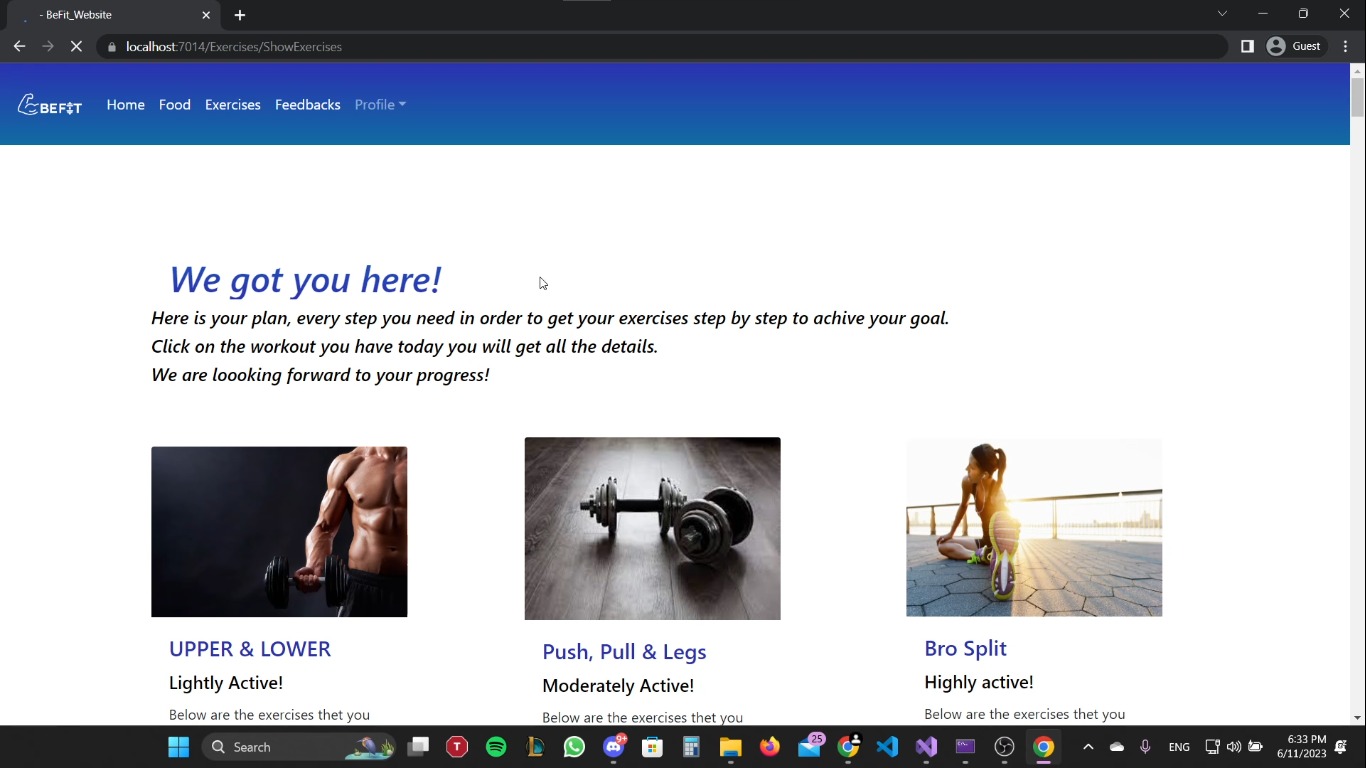 - BeFit_Website
localhost:7014/Exercises/ShowExercises
Guest
BEFIT
Home Food Exercises Feedbacks Profile
We got you here!
Here is your plan, every step you need in order to get your exercises step by step to achive your goal.
Click on the workout you have today you will get all the details.
We are loooking forward to your progress!
UPPER & LOWER
Lightly Active!
Below are the exercises thet you
Push, Pull & Legs
Moderately Active!
Below are the exercises thet you
Bro Split
Highly active!
Below are the exercises thet you
Search
T
9+
25
ENG
6:33 PM
6/11/2023